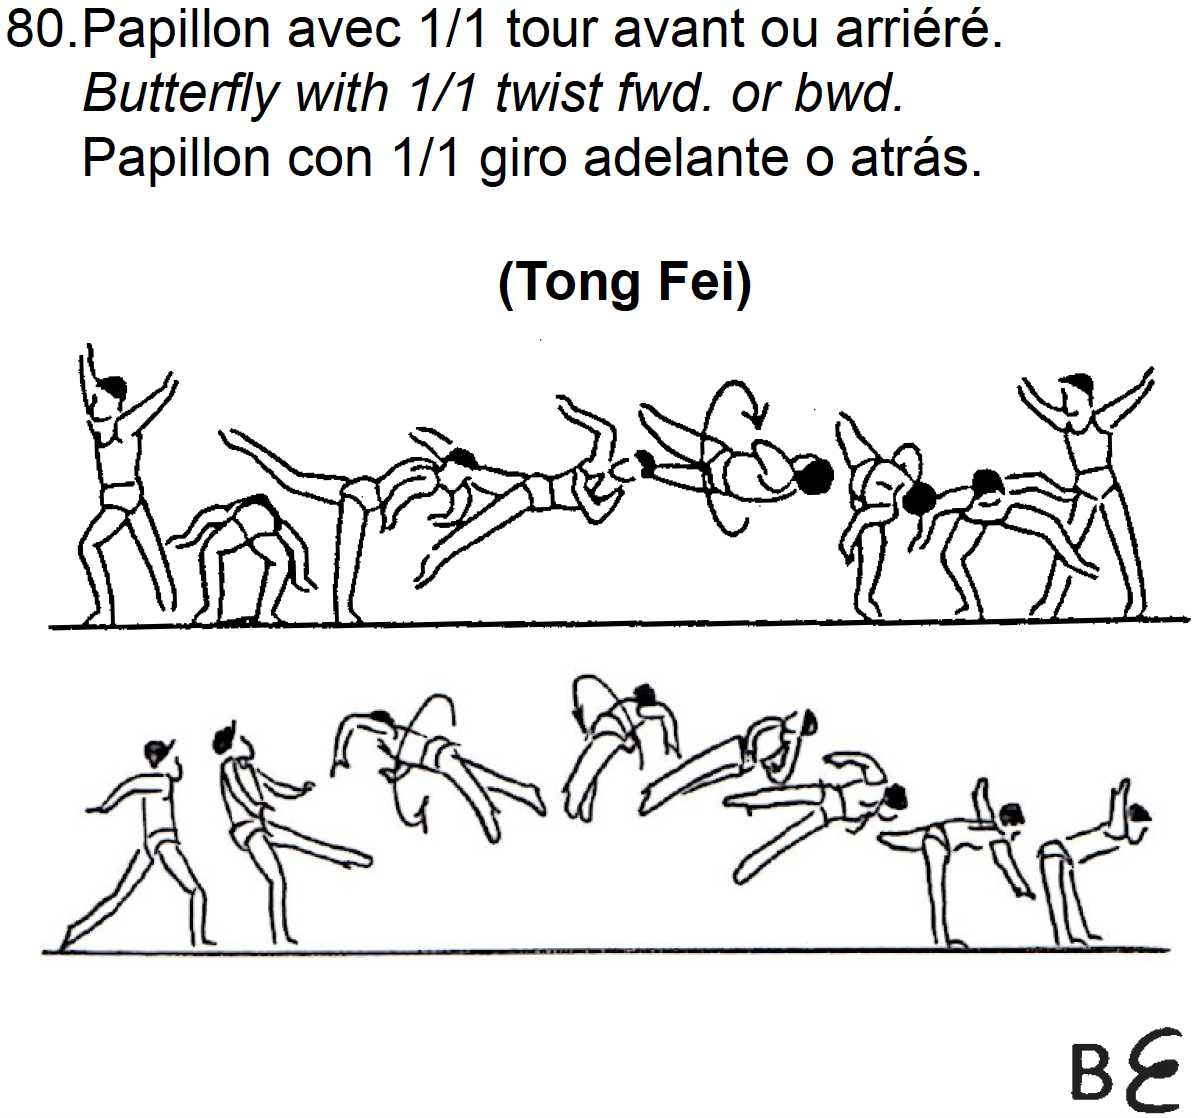 80.Papillon avec 1/1 tour avant ou arriéré.
Butterfly with 1/1 twist fwd. or bwd.
Papillon con 1/1 giro adelante o atrás.
(Tong Fei)
B